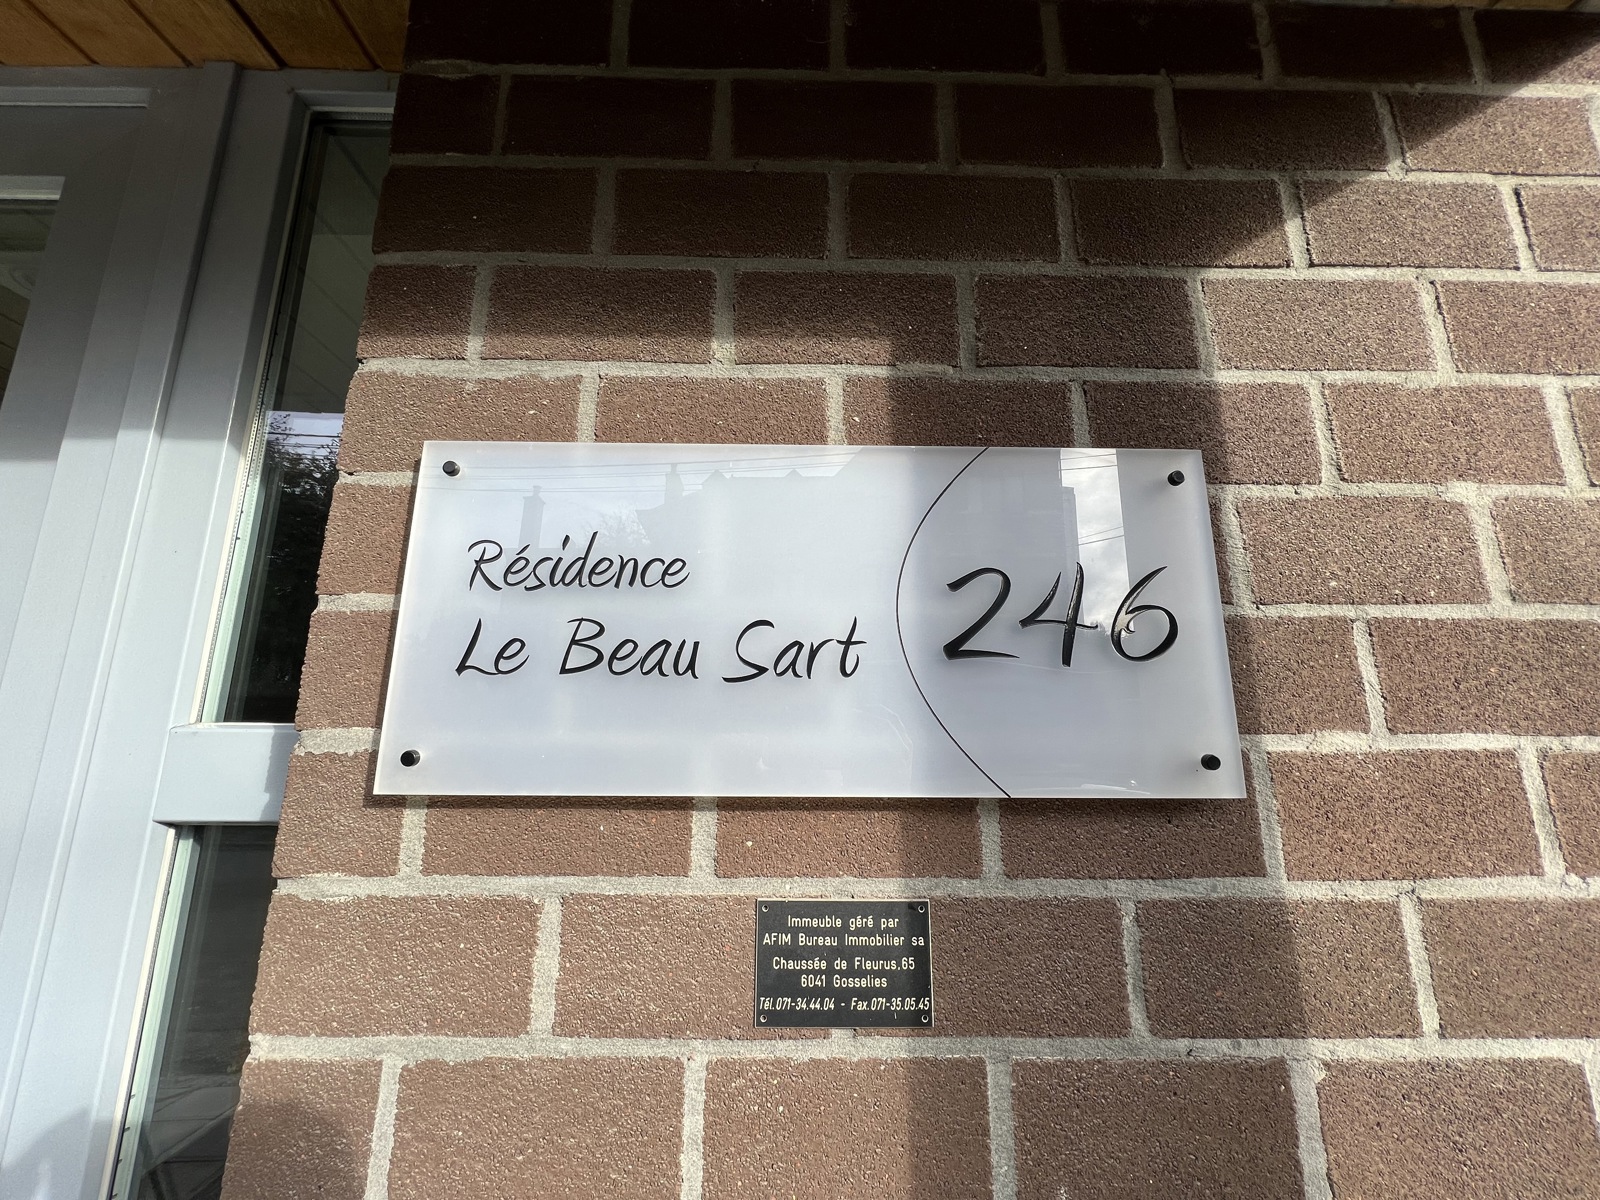 Résidence
Le Beau Sart
246
Immeuble géré par
AFIM Bureau Immobilier sa
Chaussée de Fleurus,65
6041 Gosselies
Tél.071-34.44.04 - Fax.071-35.05.45